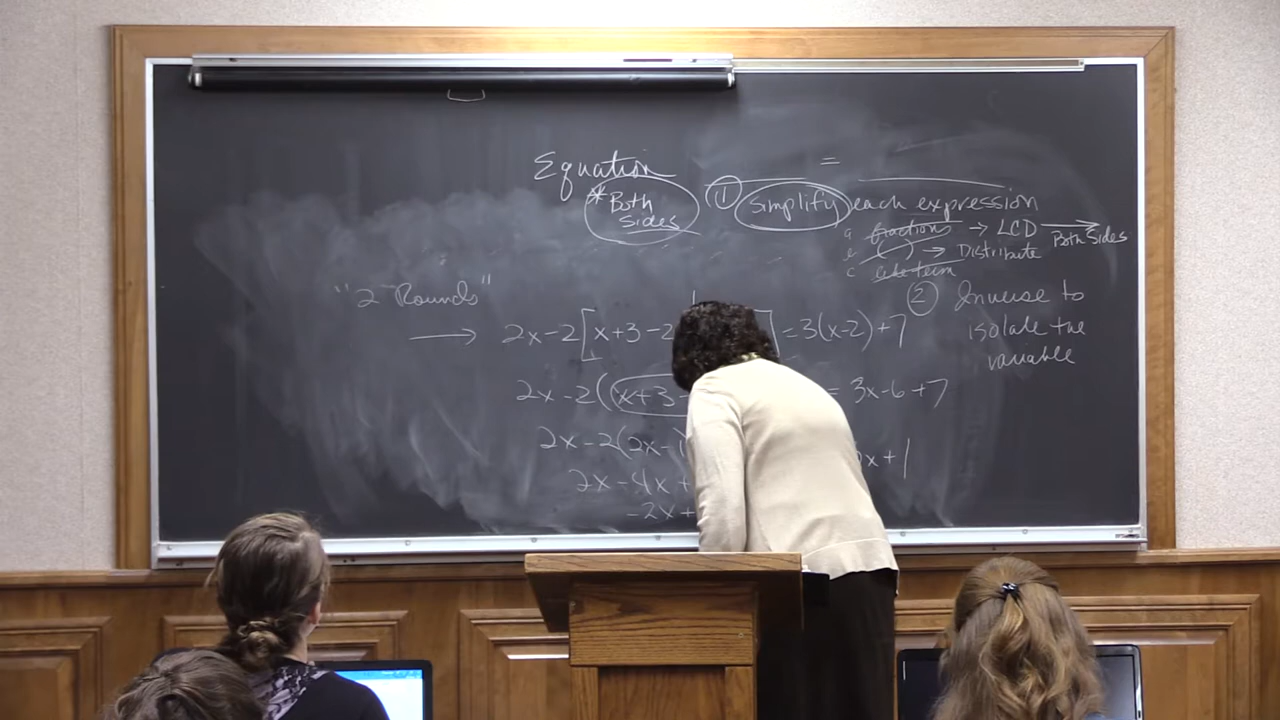 =
Equation
* Both Sides
① Simplify each expression
a fractions → LCD → Both Sides
( ) → Distribute
c like term
"2 Rounds"
② Inverse to
isolate the
variable
→ 2x-2[x+3-2 ] = 3(x-2)+7
2x-2(x+3- = 3x-6+7
2x-2(2x-1) x+1
2x-4x+
-2x+